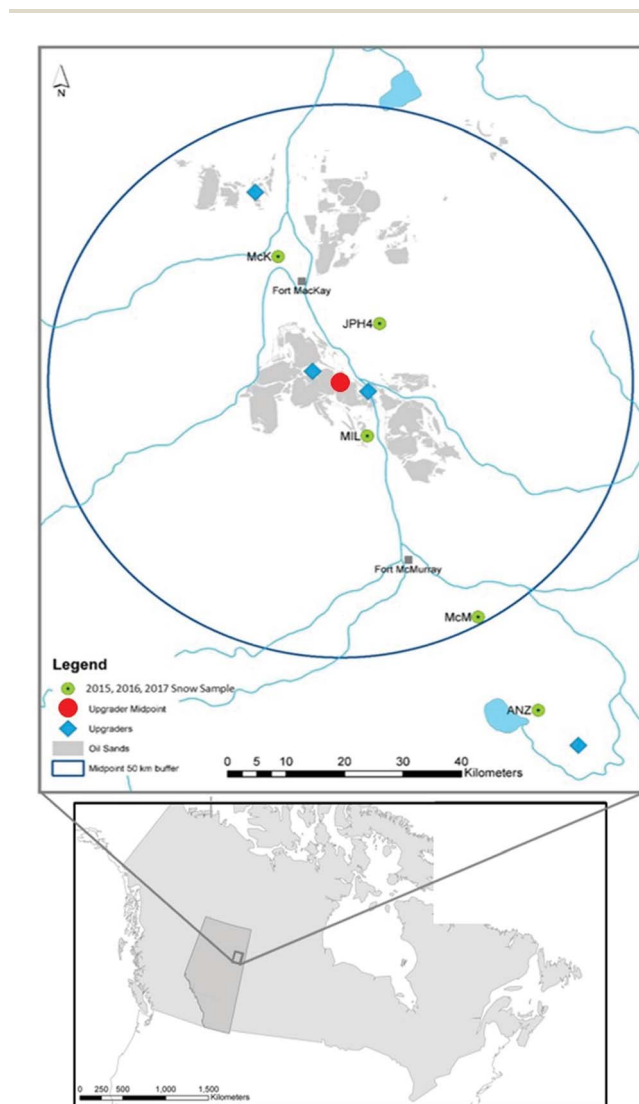 N
McK
Fort MacKay
JPH4
MIL
Fort McMurray
McM
ANZ
Legend
2015, 2016, 2017 Snow Sample
Upgrader Midpoint
Upgraders
Oil Sands
Midpoint 50 km buffer
0 5 10 20 30 40
Kilometers
0 250 500 1,000 1,500
Kilometers